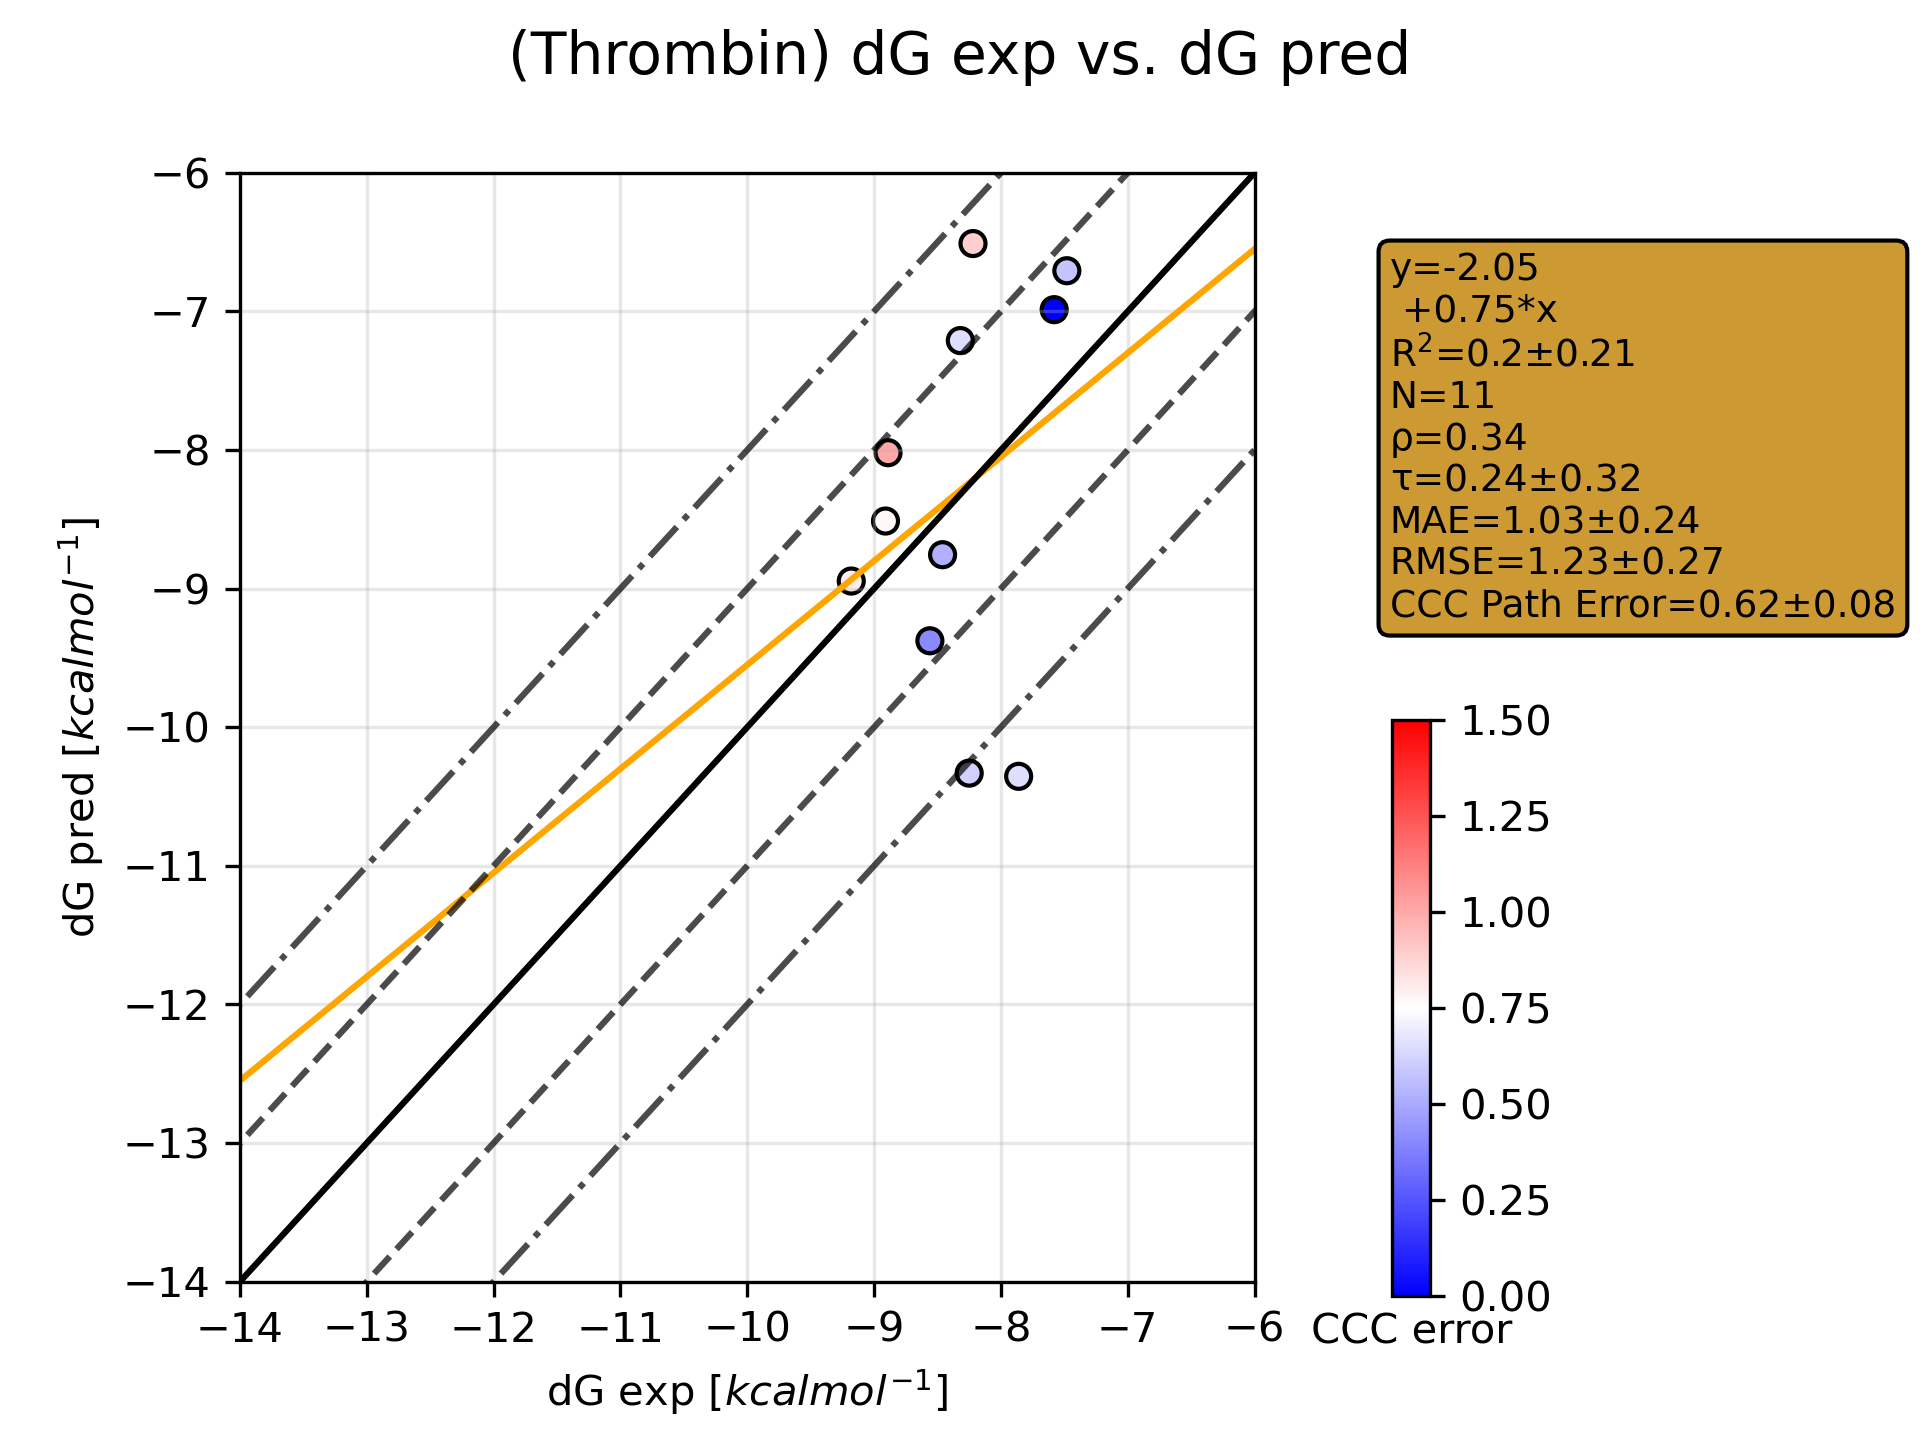 (Thrombin) dG exp vs. dG pred
−6
−7
−8
−9
−10
−11
−12
−13
−14
dG pred [kcalmol⁻¹]
−14 −13 −12 −11 −10 −9 −8 −7 −6
dG exp [kcalmol⁻¹]
y=-2.05
+0.75*x
R²=0.2±0.21
N=11
ρ=0.34
τ=0.24±0.32
MAE=1.03±0.24
RMSE=1.23±0.27
CCC Path Error=0.62±0.08
1.50
1.25
1.00
0.75
0.50
0.25
0.00
CCC error